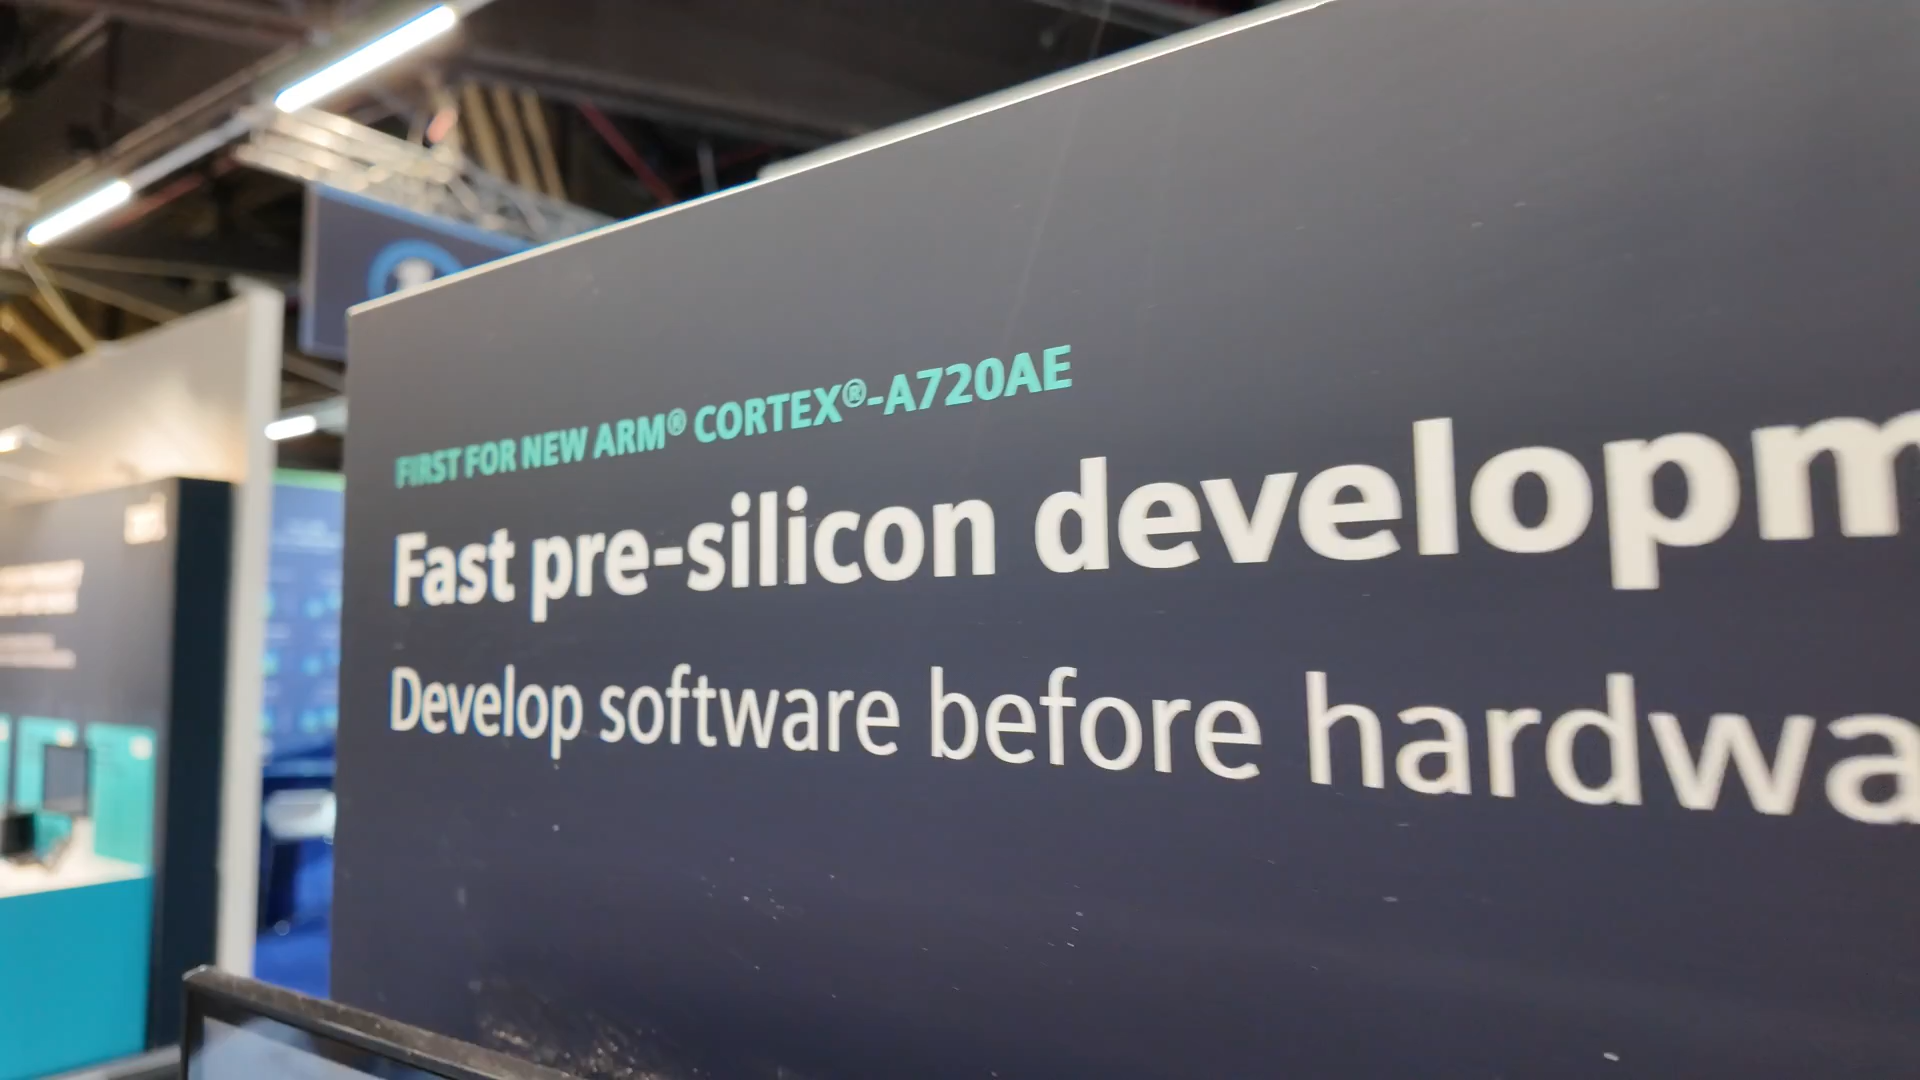 FIRST FOR NEW ARM® CORTEX®-A720AE
Fast pre-silicon developm
Develop software before hardwa